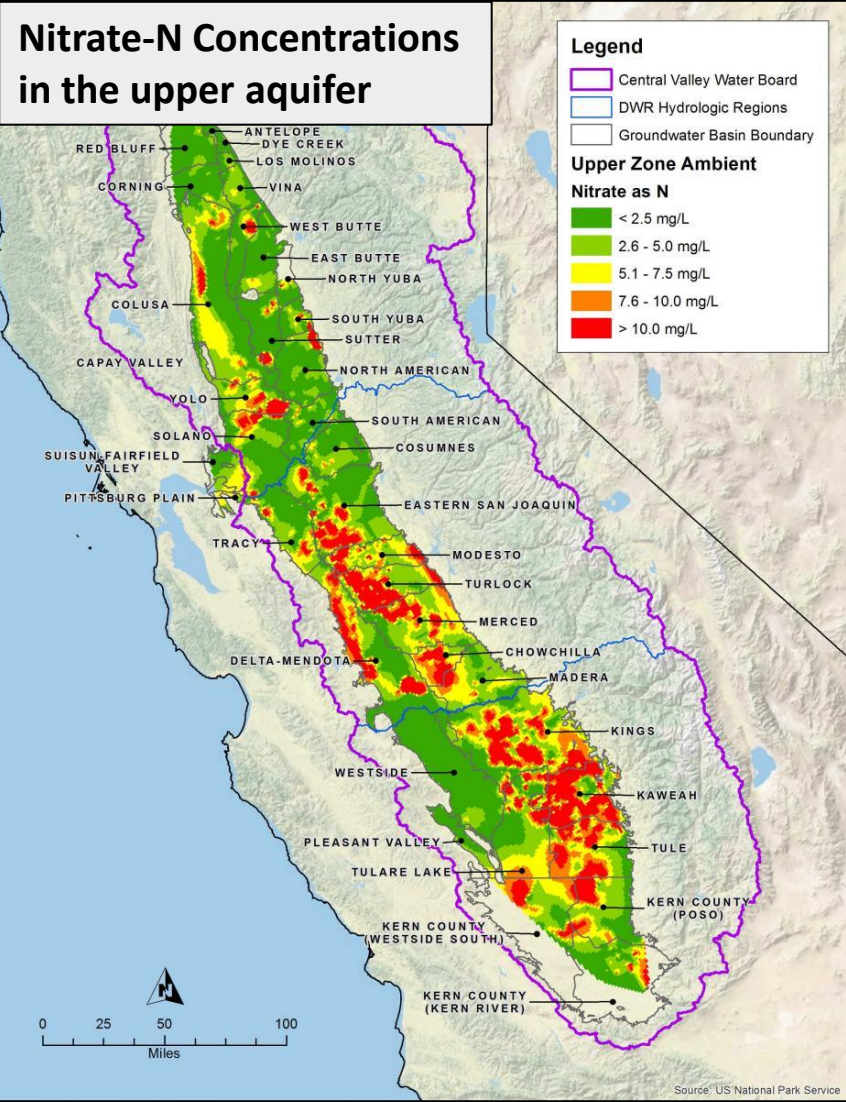 Nitrate-N Concentrations
in the upper aquifer
Legend
Central Valley Water Board
DWR Hydrologic Regions
Groundwater Basin Boundary
Upper Zone Ambient
Nitrate as N
< 2.5 mg/L
2.6 - 5.0 mg/L
5.1 - 7.5 mg/L
7.6 - 10.0 mg/L
> 10.0 mg/L
ANTELOPE
RED BLUFF
DYE CREEK
LOS MOLINOS
CORNING
VINA
WEST BUTTE
EAST BUTTE
NORTH YUBA
COLUSA
SOUTH YUBA
SUTTER
CAPAY VALLEY
NORTH AMERICAN
YOLO
SOUTH AMERICAN
SOLANO
COSUMNES
SUISUN-FAIRFIELD
VALLEY
PITTSBURG PLAIN
EASTERN SAN JOAQUIN
TRACY
MODESTO
TURLOCK
MERCED
CHOWCHILLA
DELTA-MENDOTA
MADERA
KINGS
WESTSIDE
KAWEAH
PLEASANT VALLEY
TULE
TULARE LAKE
KERN COUNTY
(POSO)
KERN COUNTY
(WESTSIDE SOUTH)
KERN COUNTY
(KERN RIVER)
N
0 25 50 100
Miles
Source: US National Park Service